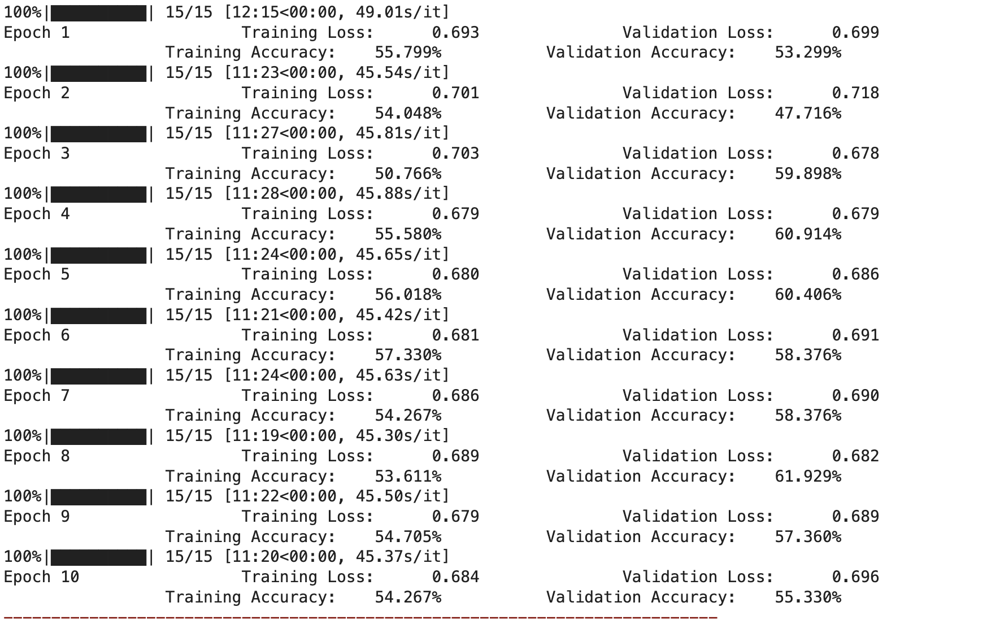 100%|██████████| 15/15 [12:15<00:00, 49.01s/it]
Epoch 1 Training Loss: 0.693 Validation Loss: 0.699
Training Accuracy: 55.799% Validation Accuracy: 53.299%
100%|██████████| 15/15 [11:23<00:00, 45.54s/it]
Epoch 2 Training Loss: 0.701 Validation Loss: 0.718
Training Accuracy: 54.048% Validation Accuracy: 47.716%
100%|██████████| 15/15 [11:27<00:00, 45.81s/it]
Epoch 3 Training Loss: 0.703 Validation Loss: 0.678
Training Accuracy: 50.766% Validation Accuracy: 59.898%
100%|██████████| 15/15 [11:28<00:00, 45.88s/it]
Epoch 4 Training Loss: 0.679 Validation Loss: 0.679
Training Accuracy: 55.580% Validation Accuracy: 60.914%
100%|██████████| 15/15 [11:24<00:00, 45.65s/it]
Epoch 5 Training Loss: 0.680 Validation Loss: 0.686
Training Accuracy: 56.018% Validation Accuracy: 60.406%
100%|██████████| 15/15 [11:21<00:00, 45.42s/it]
Epoch 6 Training Loss: 0.681 Validation Loss: 0.691
Training Accuracy: 57.330% Validation Accuracy: 58.376%
100%|██████████| 15/15 [11:24<00:00, 45.63s/it]
Epoch 7 Training Loss: 0.686 Validation Loss: 0.690
Training Accuracy: 54.267% Validation Accuracy: 58.376%
100%|██████████| 15/15 [11:19<00:00, 45.30s/it]
Epoch 8 Training Loss: 0.689 Validation Loss: 0.682
Training Accuracy: 53.611% Validation Accuracy: 61.929%
100%|██████████| 15/15 [11:22<00:00, 45.50s/it]
Epoch 9 Training Loss: 0.679 Validation Loss: 0.689
Training Accuracy: 54.705% Validation Accuracy: 57.360%
100%|██████████| 15/15 [11:20<00:00, 45.37s/it]
Epoch 10 Training Loss: 0.684 Validation Loss: 0.696
Training Accuracy: 54.267% Validation Accuracy: 55.330%
---------------------------------------------------------------------------